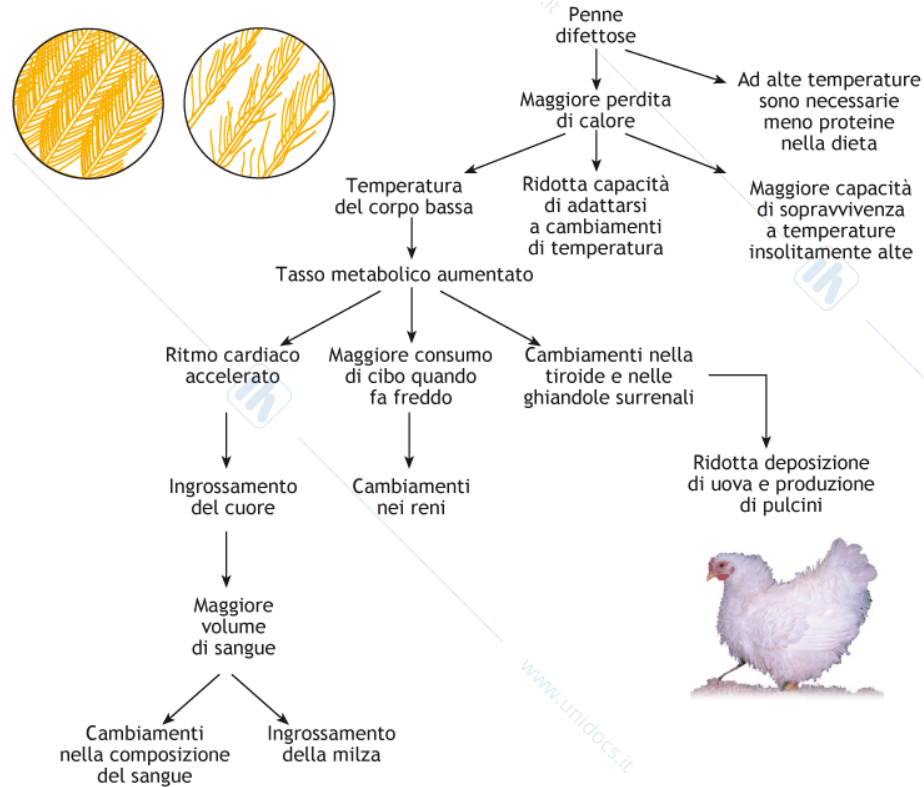 Penne
difettose
Ad alte temperature
sono necessarie
meno proteine
nella dieta
Maggiore perdita
di calore
Temperatura
del corpo bassa
Ridotta capacità
di adattarsi
a cambiamenti
di temperatura
Maggiore capacità
di sopravvivenza
a temperature
insolitamente alte
Tasso metabolico aumentato
Ritmo cardiaco
accelerato
Maggiore consumo
di cibo quando
fa freddo
Cambiamenti nella
tiroide e nelle
ghiandole surrenali
Ingrossamento
del cuore
Cambiamenti
nei reni
Ridotta deposizione
di uova e produzione
di pulcini
Maggiore
volume
di sangue
Cambiamenti
nella composizione
del sangue
Ingrossamento
della milza
www.unidocs.it
.it